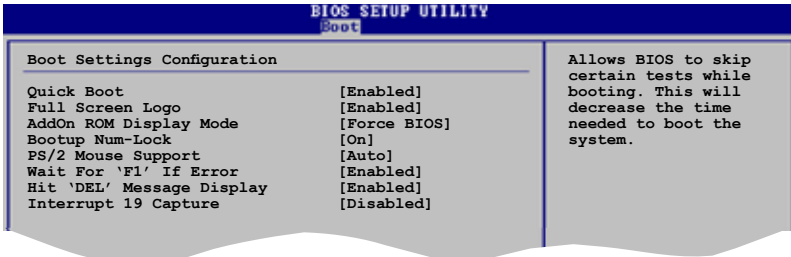 BIOS SETUP UTILITY
Boot
Boot Settings Configuration
Quick Boot [Enabled]
Full Screen Logo [Enabled]
AddOn ROM Display Mode [Force BIOS]
Bootup Num-Lock [On]
PS/2 Mouse Support [Auto]
Wait For ‘F1’ If Error [Enabled]
Hit ‘DEL’ Message Display [Enabled]
Interrupt 19 Capture [Disabled]
Allows BIOS to skip
certain tests while
booting. This will
decrease the time
needed to boot the
system.